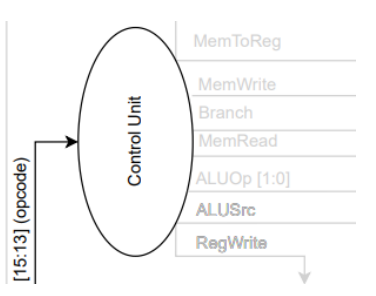 MemToReg
MemWrite
Branch
MemRead
ALUOp [1:0]
ALUSrc
RegWrite
Control Unit
[15:13] (opcode)